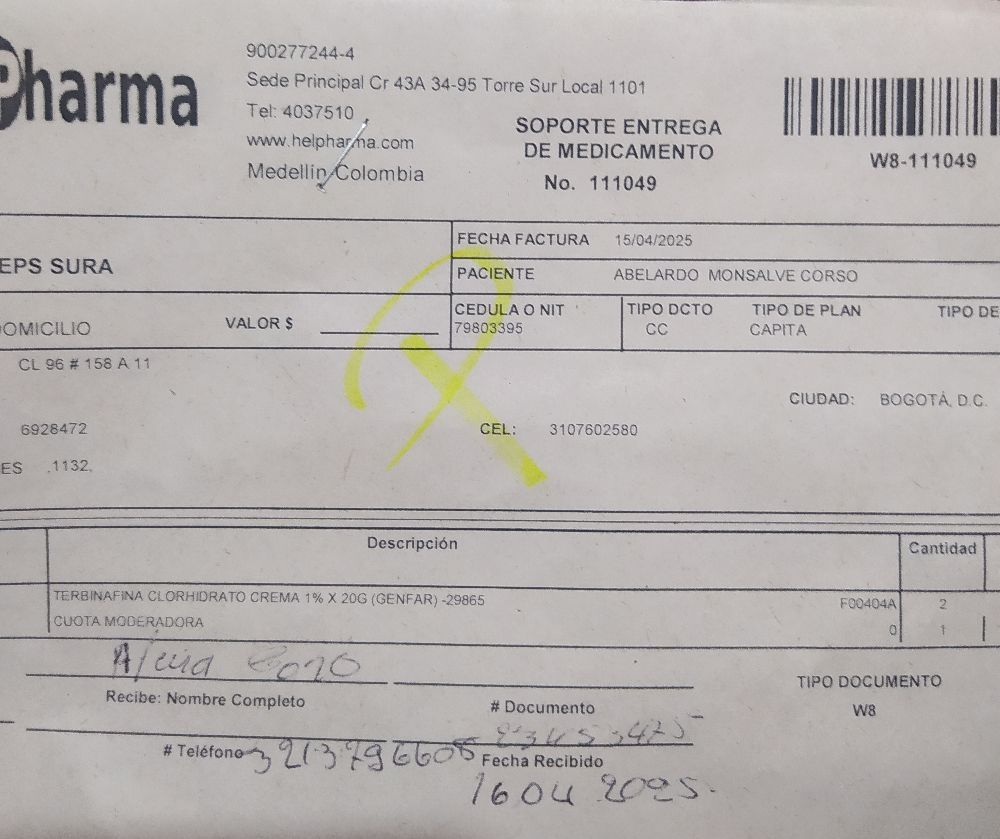 Pharma
900277244-4
Sede Principal Cr 43A 34-95 Torre Sur Local 1101
Tel: 4037510
www.helpharma.com
Medellín, Colombia
SOPORTE ENTREGA
DE MEDICAMENTO
No. 111049
W8-111049
EPS SURA
FECHA FACTURA 15/04/2025
PACIENTE ABELARDO MONSALVE CORSO
OMICILIO VALOR $
CEDULA O NIT
79803395
TIPO DCTO
CC
TIPO DE PLAN
CAPITA
TIPO DE
CL 96 # 158 A 11
CIUDAD: BOGOTÁ, D.C.
6928472
CEL: 3107602580
ES .1132.
Descripción Cantidad
TERBINAFINA CLORHIDRATO CREMA 1% X 20G (GENFAR) -29865 F00404A 2
CUOTA MODERADORA 0 1
Recibe: Nombre Completo
# Documento
TIPO DOCUMENTO
W8
# Teléfono 3213796605
Fecha Recibido
16 04 2025.